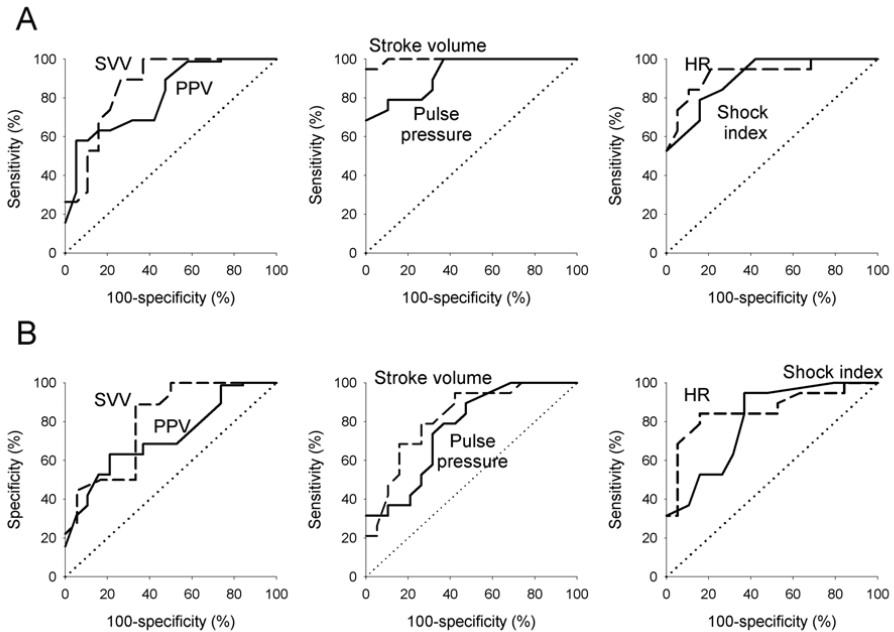 A
SVV
PPV
Sensitivity (%)
100
80
60
40
20
0
0 20 40 60 80 100
100-specificity (%)
Stroke volume
Pulse
pressure
Sensitivity (%)
100
80
60
40
20
0
0 20 40 60 80 100
100-specificity (%)
HR
Shock
index
Sensitivity (%)
100
80
60
40
20
0
0 20 40 60 80 100
100-specificity (%)
B
SVV
PPV
Specificity (%)
100
80
60
40
20
0
0 20 40 60 80 100
100-specificity (%)
Stroke volume
Pulse
pressure
Sensitivity (%)
100
80
60
40
20
0
0 20 40 60 80 100
100-specificity (%)
Shock index
HR
Sensitivity (%)
100
80
60
40
20
0
0 20 40 60 80 100
100-specificity (%)